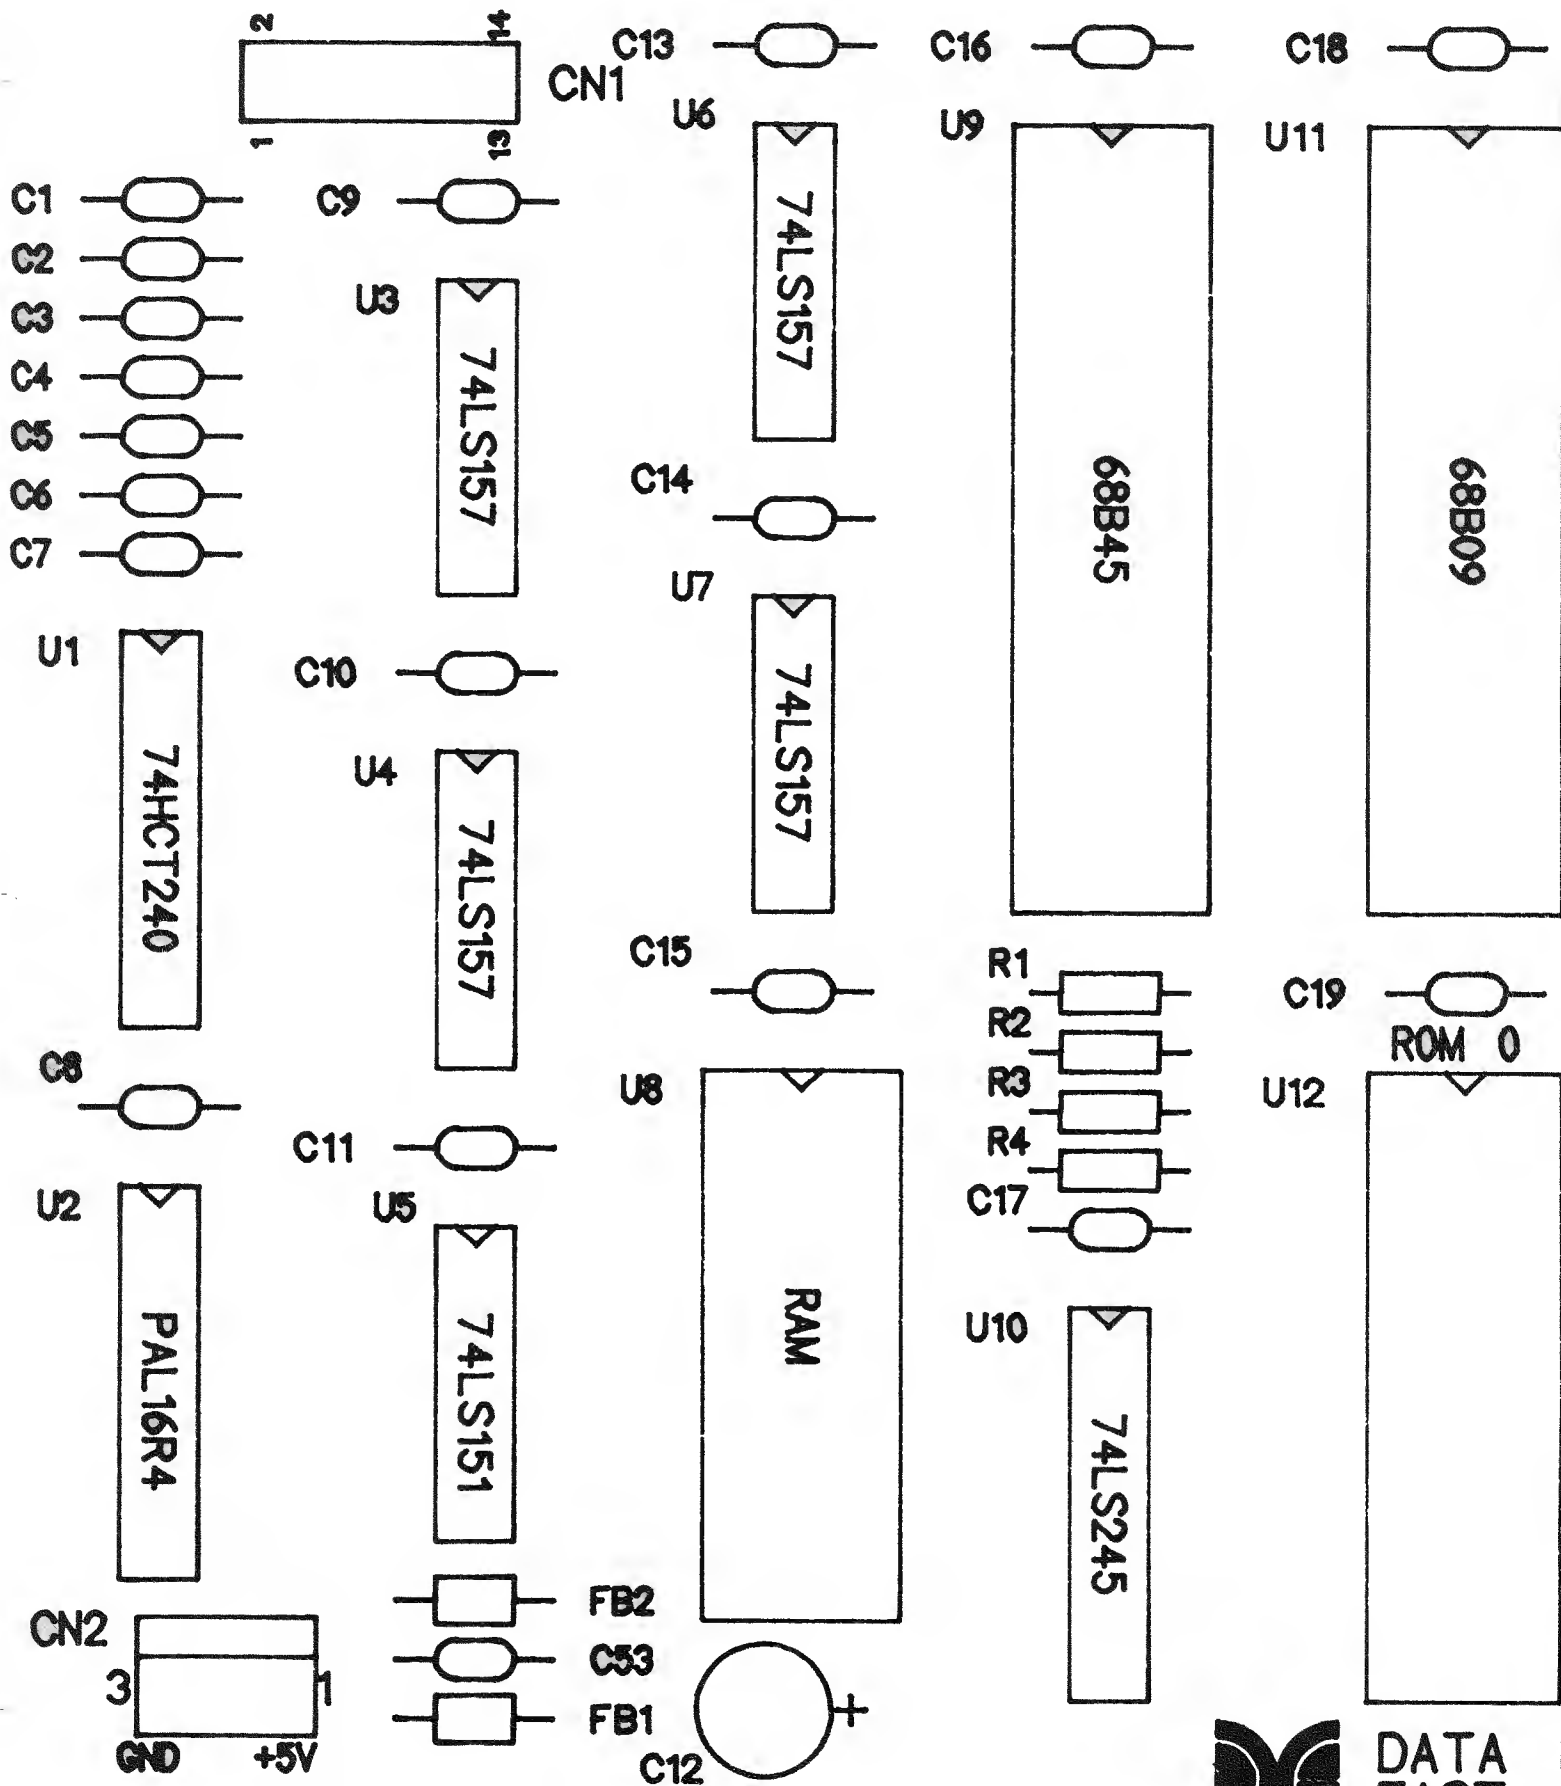 2
14
CN1
1
13
C13
C16
C18
U6
U9
U11
C1
C9
C2
U3
C3
74LS157
C4
74LS157
C5
C14
68B45
68B09
C6
C7
U7
U1
C10
74LS157
74HCT240
U4
74LS157
C15
R1
C19
R2
ROM 0
C8
U8
R3
U12
C11
R4
U2
U5
C17
RAM
U10
PAL16R4
74LS151
74LS245
FB2
CN2
C53
3
1
FB1
GND
+5V
+
C12
DATA
EAST